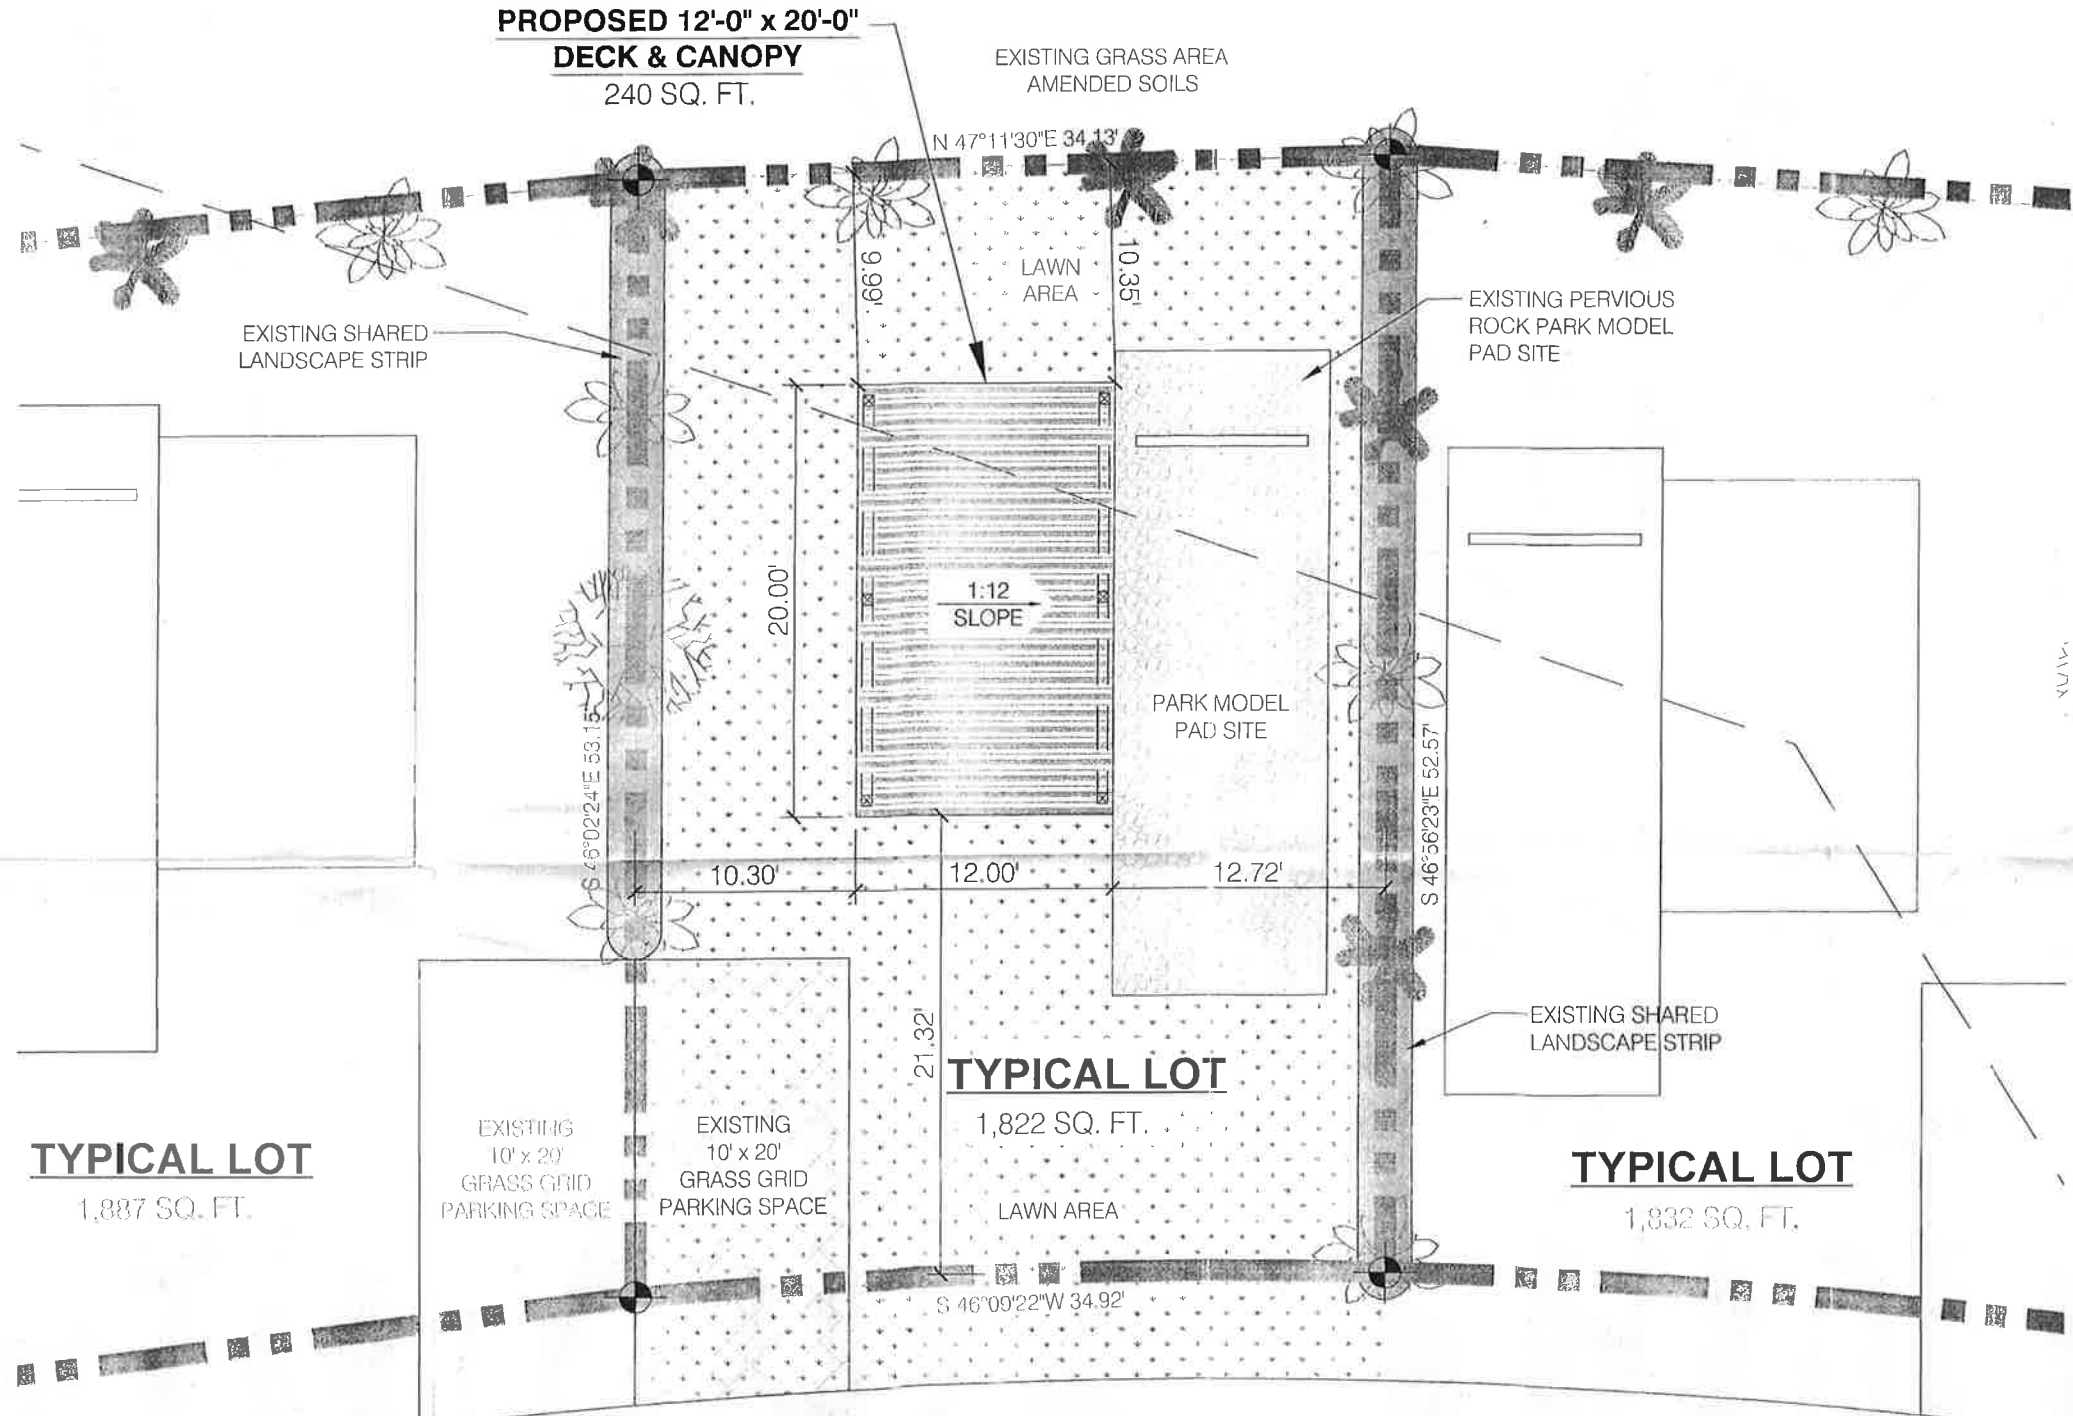 PROPOSED 12'-0" x 20'-0"
DECK & CANOPY
240 SQ. FT.
EXISTING GRASS AREA
AMENDED SOILS
N 47°11'30"E 34.13'
9.99'
LAWN
AREA
10.35'
EXISTING SHARED
LANDSCAPE STRIP
EXISTING PERVIOUS
ROCK PARK MODEL
PAD SITE
20.00'
1:12
SLOPE
PARK MODEL
PAD SITE
S 46°02'24"E 53.15'
S 46°56'23"E 52.57'
10.30'
12.00'
12.72'
21.32'
EXISTING SHARED
LANDSCAPE STRIP
TYPICAL LOT
1,822 SQ. FT.
TYPICAL LOT
1,887 SQ. FT.
EXISTING
10' x 20'
GRASS GRID
PARKING SPACE
EXISTING
10' x 20'
GRASS GRID
PARKING SPACE
LAWN AREA
TYPICAL LOT
1,832 SQ. FT.
S 46°09'22"W 34.92'